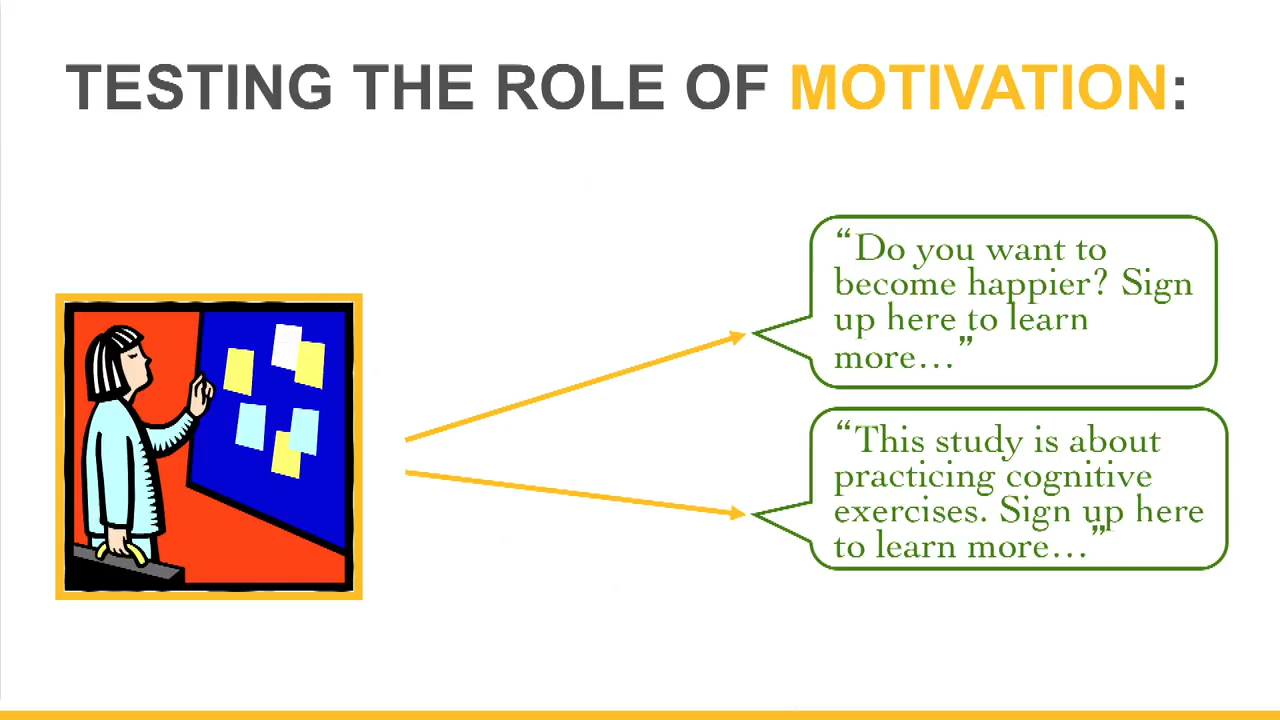 TESTING THE ROLE OF MOTIVATION:
“Do you want to
become happier? Sign
up here to learn
more…”
“This study is about
practicing cognitive
exercises. Sign up here
to learn more…”